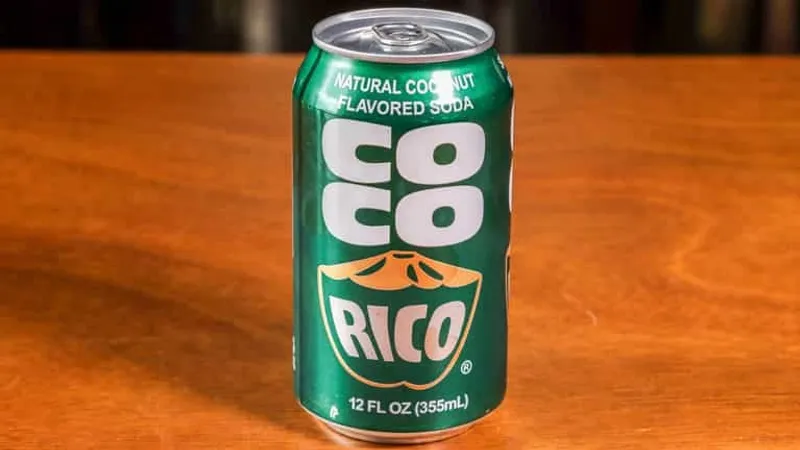 NATURAL COCONUT
FLAVORED SODA
CO
CO
RICO
®
12 FL OZ (355mL)